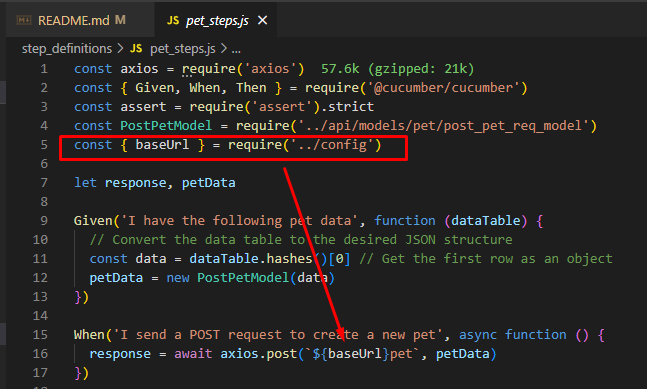 README.md M JS pet_steps.js ×
step_definitions > JS pet_steps.js > ...
1 const axios = require('axios') 57.6k (gzipped: 21k)
2 const { Given, When, Then } = require('@cucumber/cucumber')
3 const assert = require('assert').strict
4 const PostPetModel = require('../api/models/pet/post_pet_req_model')
5 const { baseUrl } = require('../config')
6
7 let response, petData
8
9 Given('I have the following pet data', function (dataTable) {
10 // Convert the data table to the desired JSON structure
11 const data = dataTable.hashes()[0] // Get the first row as an object
12 petData = new PostPetModel(data)
13 })
14
15 When('I send a POST request to create a new pet', async function () {
16 response = await axios.post(`${baseUrl}pet`, petData)
17 })